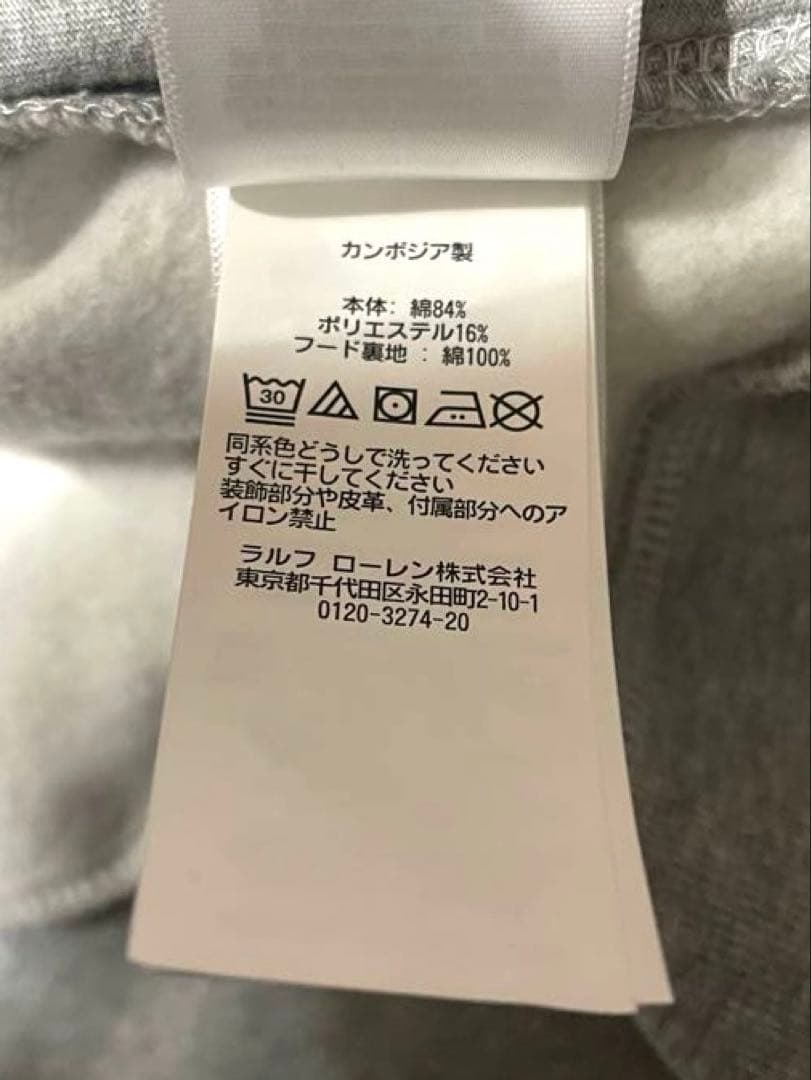 カンボジア製
本体: 綿84%
ポリエステル16%
フード裏地 : 綿100%
30
同系色どうしで洗ってください
すぐに干してください
装飾部分や皮革、付属部分へのア
イロン禁止
ラルフ ローレン株式会社
東京都千代田区永田町2-10-1
0120-3274-20